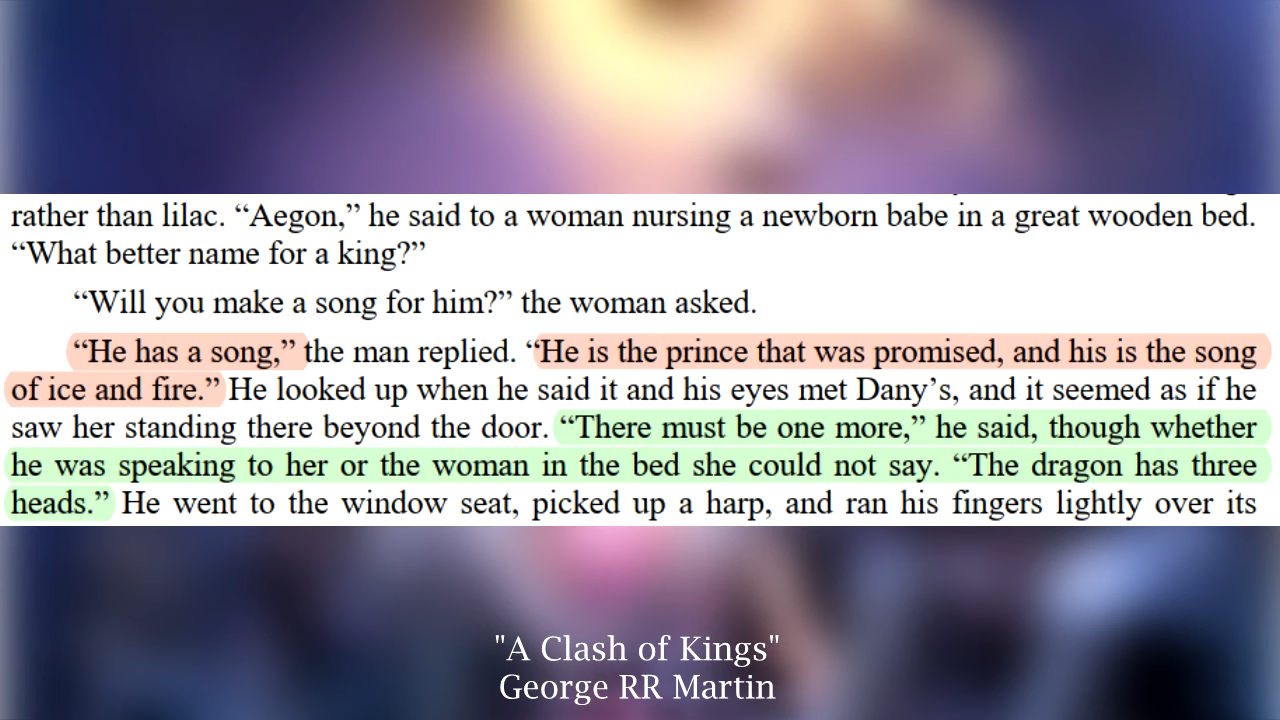 rather than lilac. “Aegon,” he said to a woman nursing a newborn babe in a great wooden bed.
“What better name for a king?”
“Will you make a song for him?” the woman asked.
“He has a song,” the man replied. “He is the prince that was promised, and his is the song
of ice and fire.” He looked up when he said it and his eyes met Dany’s, and it seemed as if he
saw her standing there beyond the door. “There must be one more,” he said, though whether
he was speaking to her or the woman in the bed she could not say. “The dragon has three
heads.” He went to the window seat, picked up a harp, and ran his fingers lightly over its
"A Clash of Kings"
George RR Martin